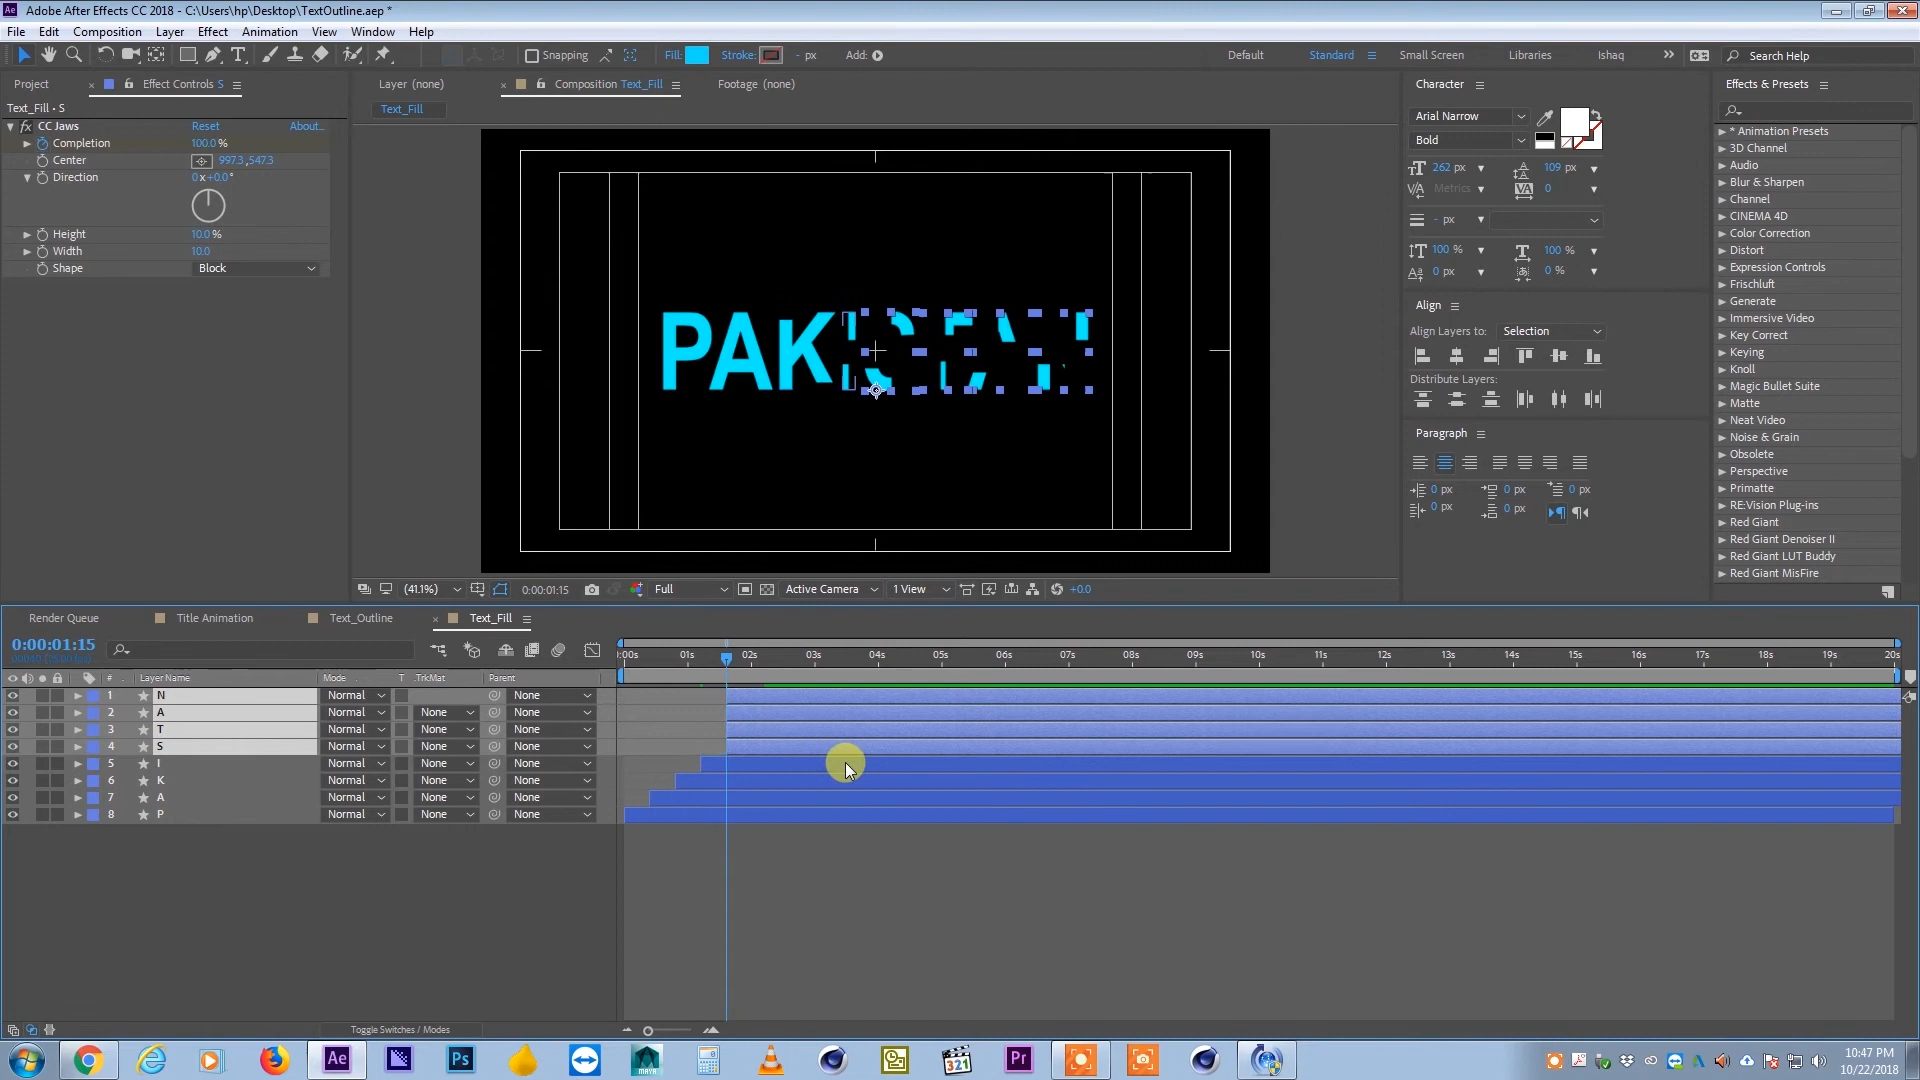 Adobe After Effects CC 2018 - C:\Users\hp\Desktop\TextOutline.aep *
File Edit Composition Layer Effect Animation View Window Help
Snapping Fill: Stroke: - px Add: Default Standard Small Screen Libraries Ishaq Search Help
Project Effect Controls S Layer (none) Composition Text_Fill Footage (none) Character Effects & Presets
Text_Fill • S
Text_Fill
fx CC Jaws Reset About...
Completion 100.0 %
Center 997.3 ,547.3
Direction 0 x +0.0 °
Height 10.0 %
Width 10.0
Shape Block
PAK
Arial Narrow
Bold
262 px 109 px
Metrics 0
- px
100 % 100 %
0 px 0 %
Align
Align Layers to: Selection
Distribute Layers:
Paragraph
0 px 0 px 0 px
0 px 0 px
* Animation Presets
3D Channel
Audio
Blur & Sharpen
Channel
CINEMA 4D
Color Correction
Distort
Expression Controls
Frischluft
Generate
Immersive Video
Key Correct
Keying
Knoll
Magic Bullet Suite
Matte
Neat Video
Noise & Grain
Obsolete
Perspective
Primatte
RE:Vision Plug-ins
Red Giant
Red Giant Denoiser II
Red Giant LUT Buddy
Red Giant MisFire
(41.1%) 0:00:01:15 Full Active Camera 1 View +0.0
Render Queue Title Animation Text_Outline Text_Fill
0:00:01:15
:00s 01s 02s 03s 04s 05s 06s 07s 08s 09s 10s 11s 12s 13s 14s 15s 16s 17s 18s 19s 20s
# Layer Name Mode T .TrkMat Parent
1 N Normal None
2 A Normal None None
3 T Normal None None
4 S Normal None None
5 I Normal None None
6 K Normal None None
7 A Normal None None
8 P Normal None None
Toggle Switches / Modes
Ae Ps MAYA 321 Pr
10:47 PM
10/22/2018